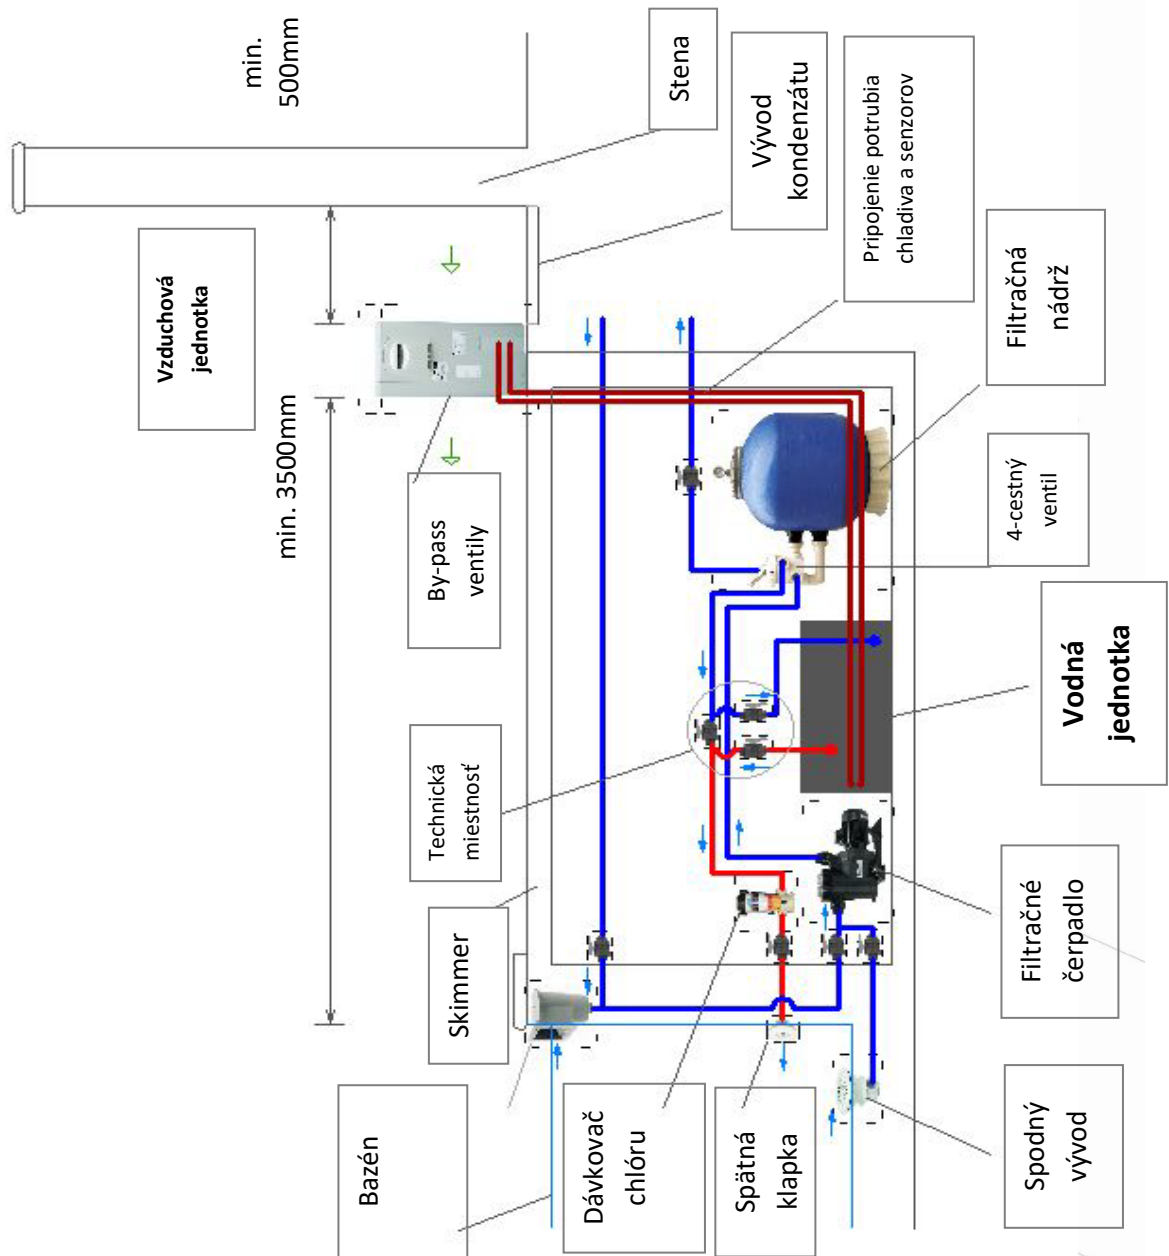 min.
500mm
Stena
Vývod
kondenzátu
Pripojenie potrubia
chladiva a senzorov
Filtračná
nádrž
Vzduchová
jednotka
min. 3500mm
By-pass
ventily
4-cestný
ventil
Vodná
jednotka
Technická
miestnosť
Skimmer
Filtračné
čerpadlo
Bazén
Dávkovač
chlóru
Spätná
klapka
Spodný
vývod